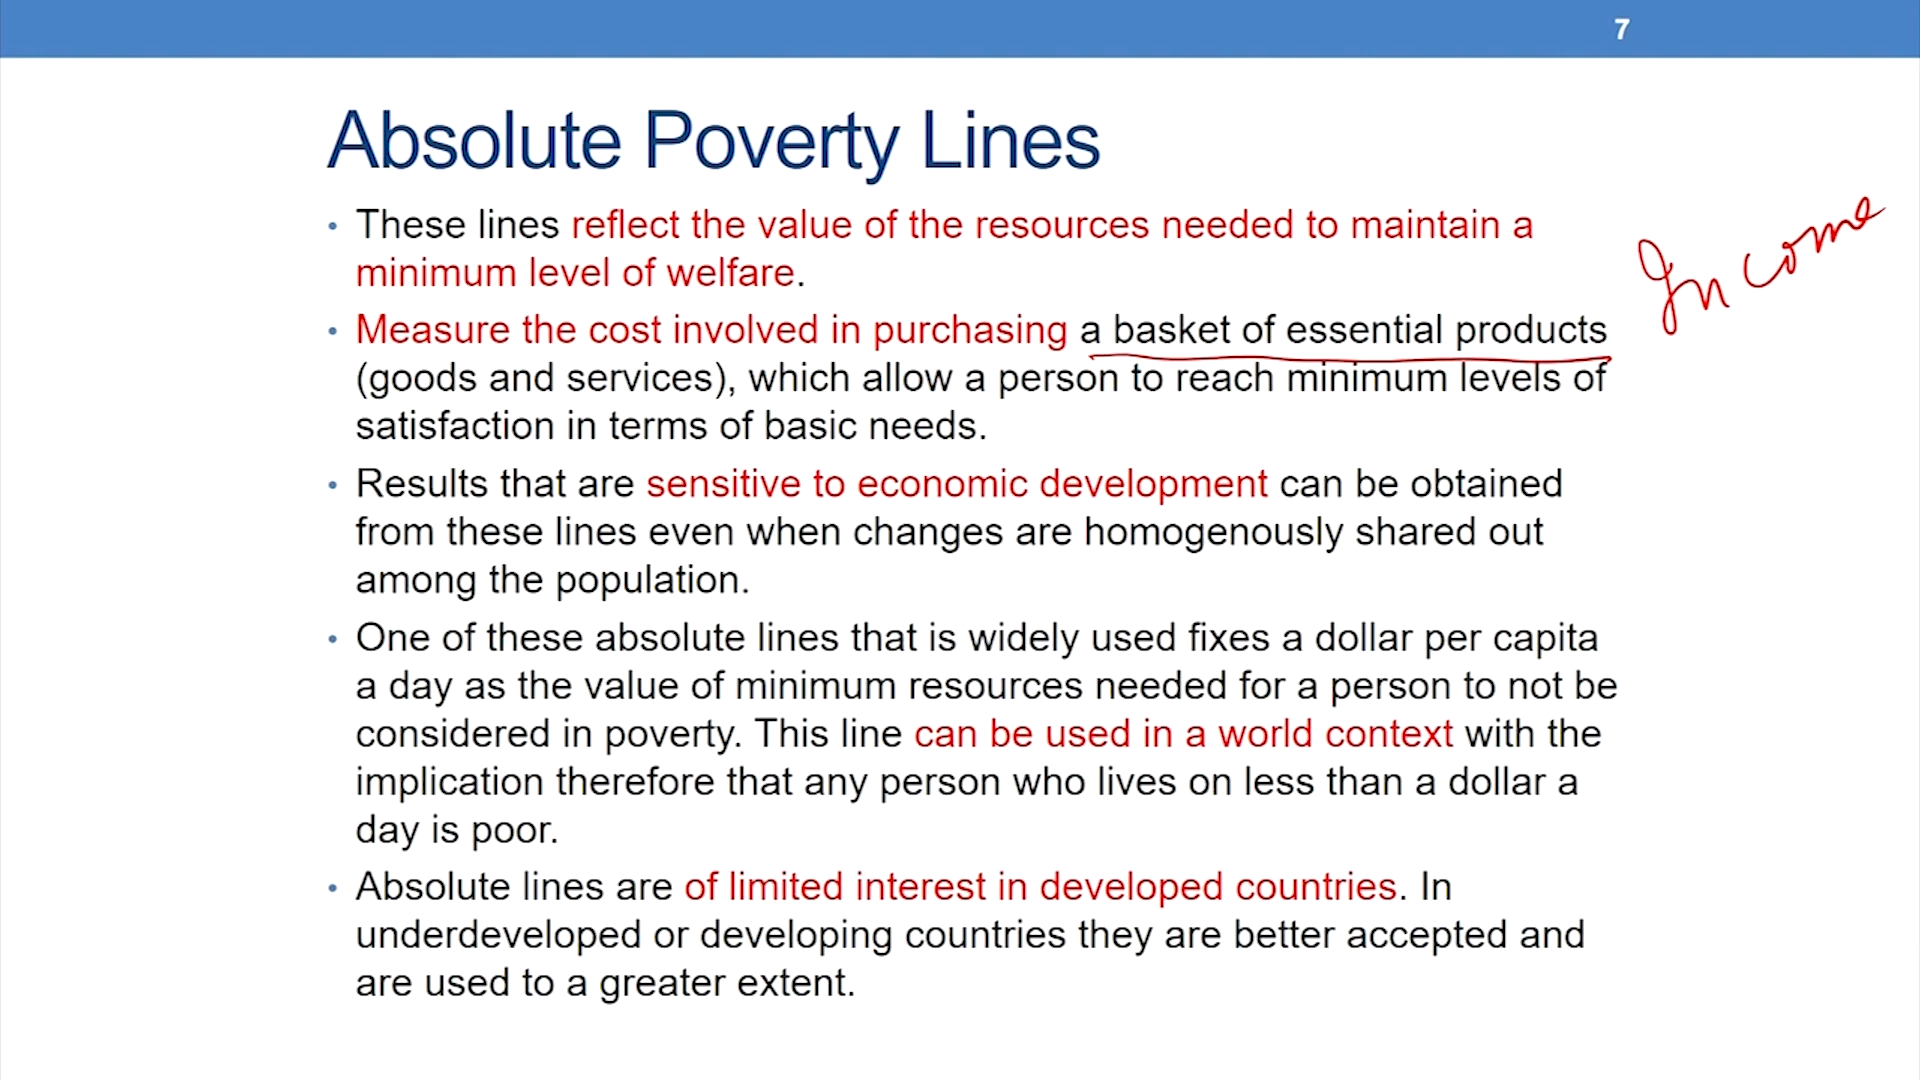 7
Absolute Poverty Lines
• These lines reflect the value of the resources needed to maintain a
minimum level of welfare.
Income
• Measure the cost involved in purchasing a basket of essential products
(goods and services), which allow a person to reach minimum levels of
satisfaction in terms of basic needs.
• Results that are sensitive to economic development can be obtained
from these lines even when changes are homogenously shared out
among the population.
• One of these absolute lines that is widely used fixes a dollar per capita
a day as the value of minimum resources needed for a person to not be
considered in poverty. This line can be used in a world context with the
implication therefore that any person who lives on less than a dollar a
day is poor.
• Absolute lines are of limited interest in developed countries. In
underdeveloped or developing countries they are better accepted and
are used to a greater extent.